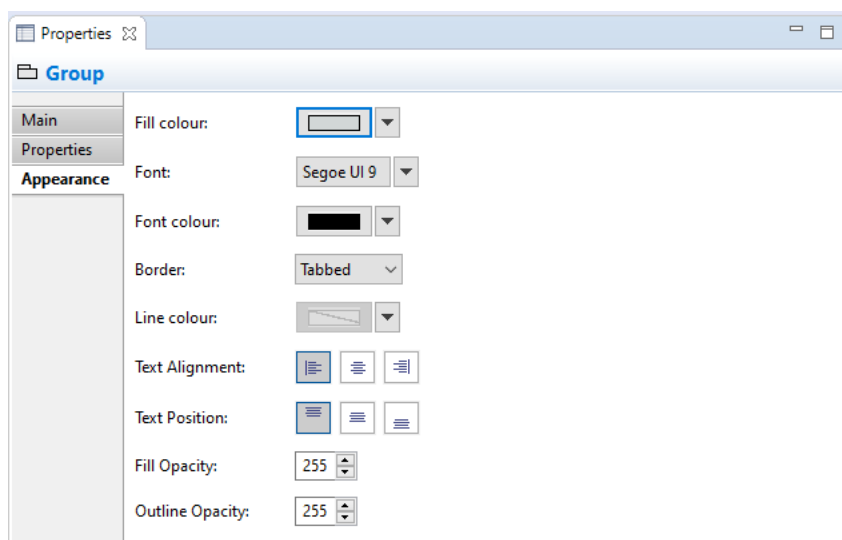 Properties
Group
Main
Properties
Appearance
Fill colour:
Font:
Segoe UI 9
Font colour:
Border:
Tabbed
Line colour:
Text Alignment:
Text Position:
Fill Opacity:
255
Outline Opacity:
255